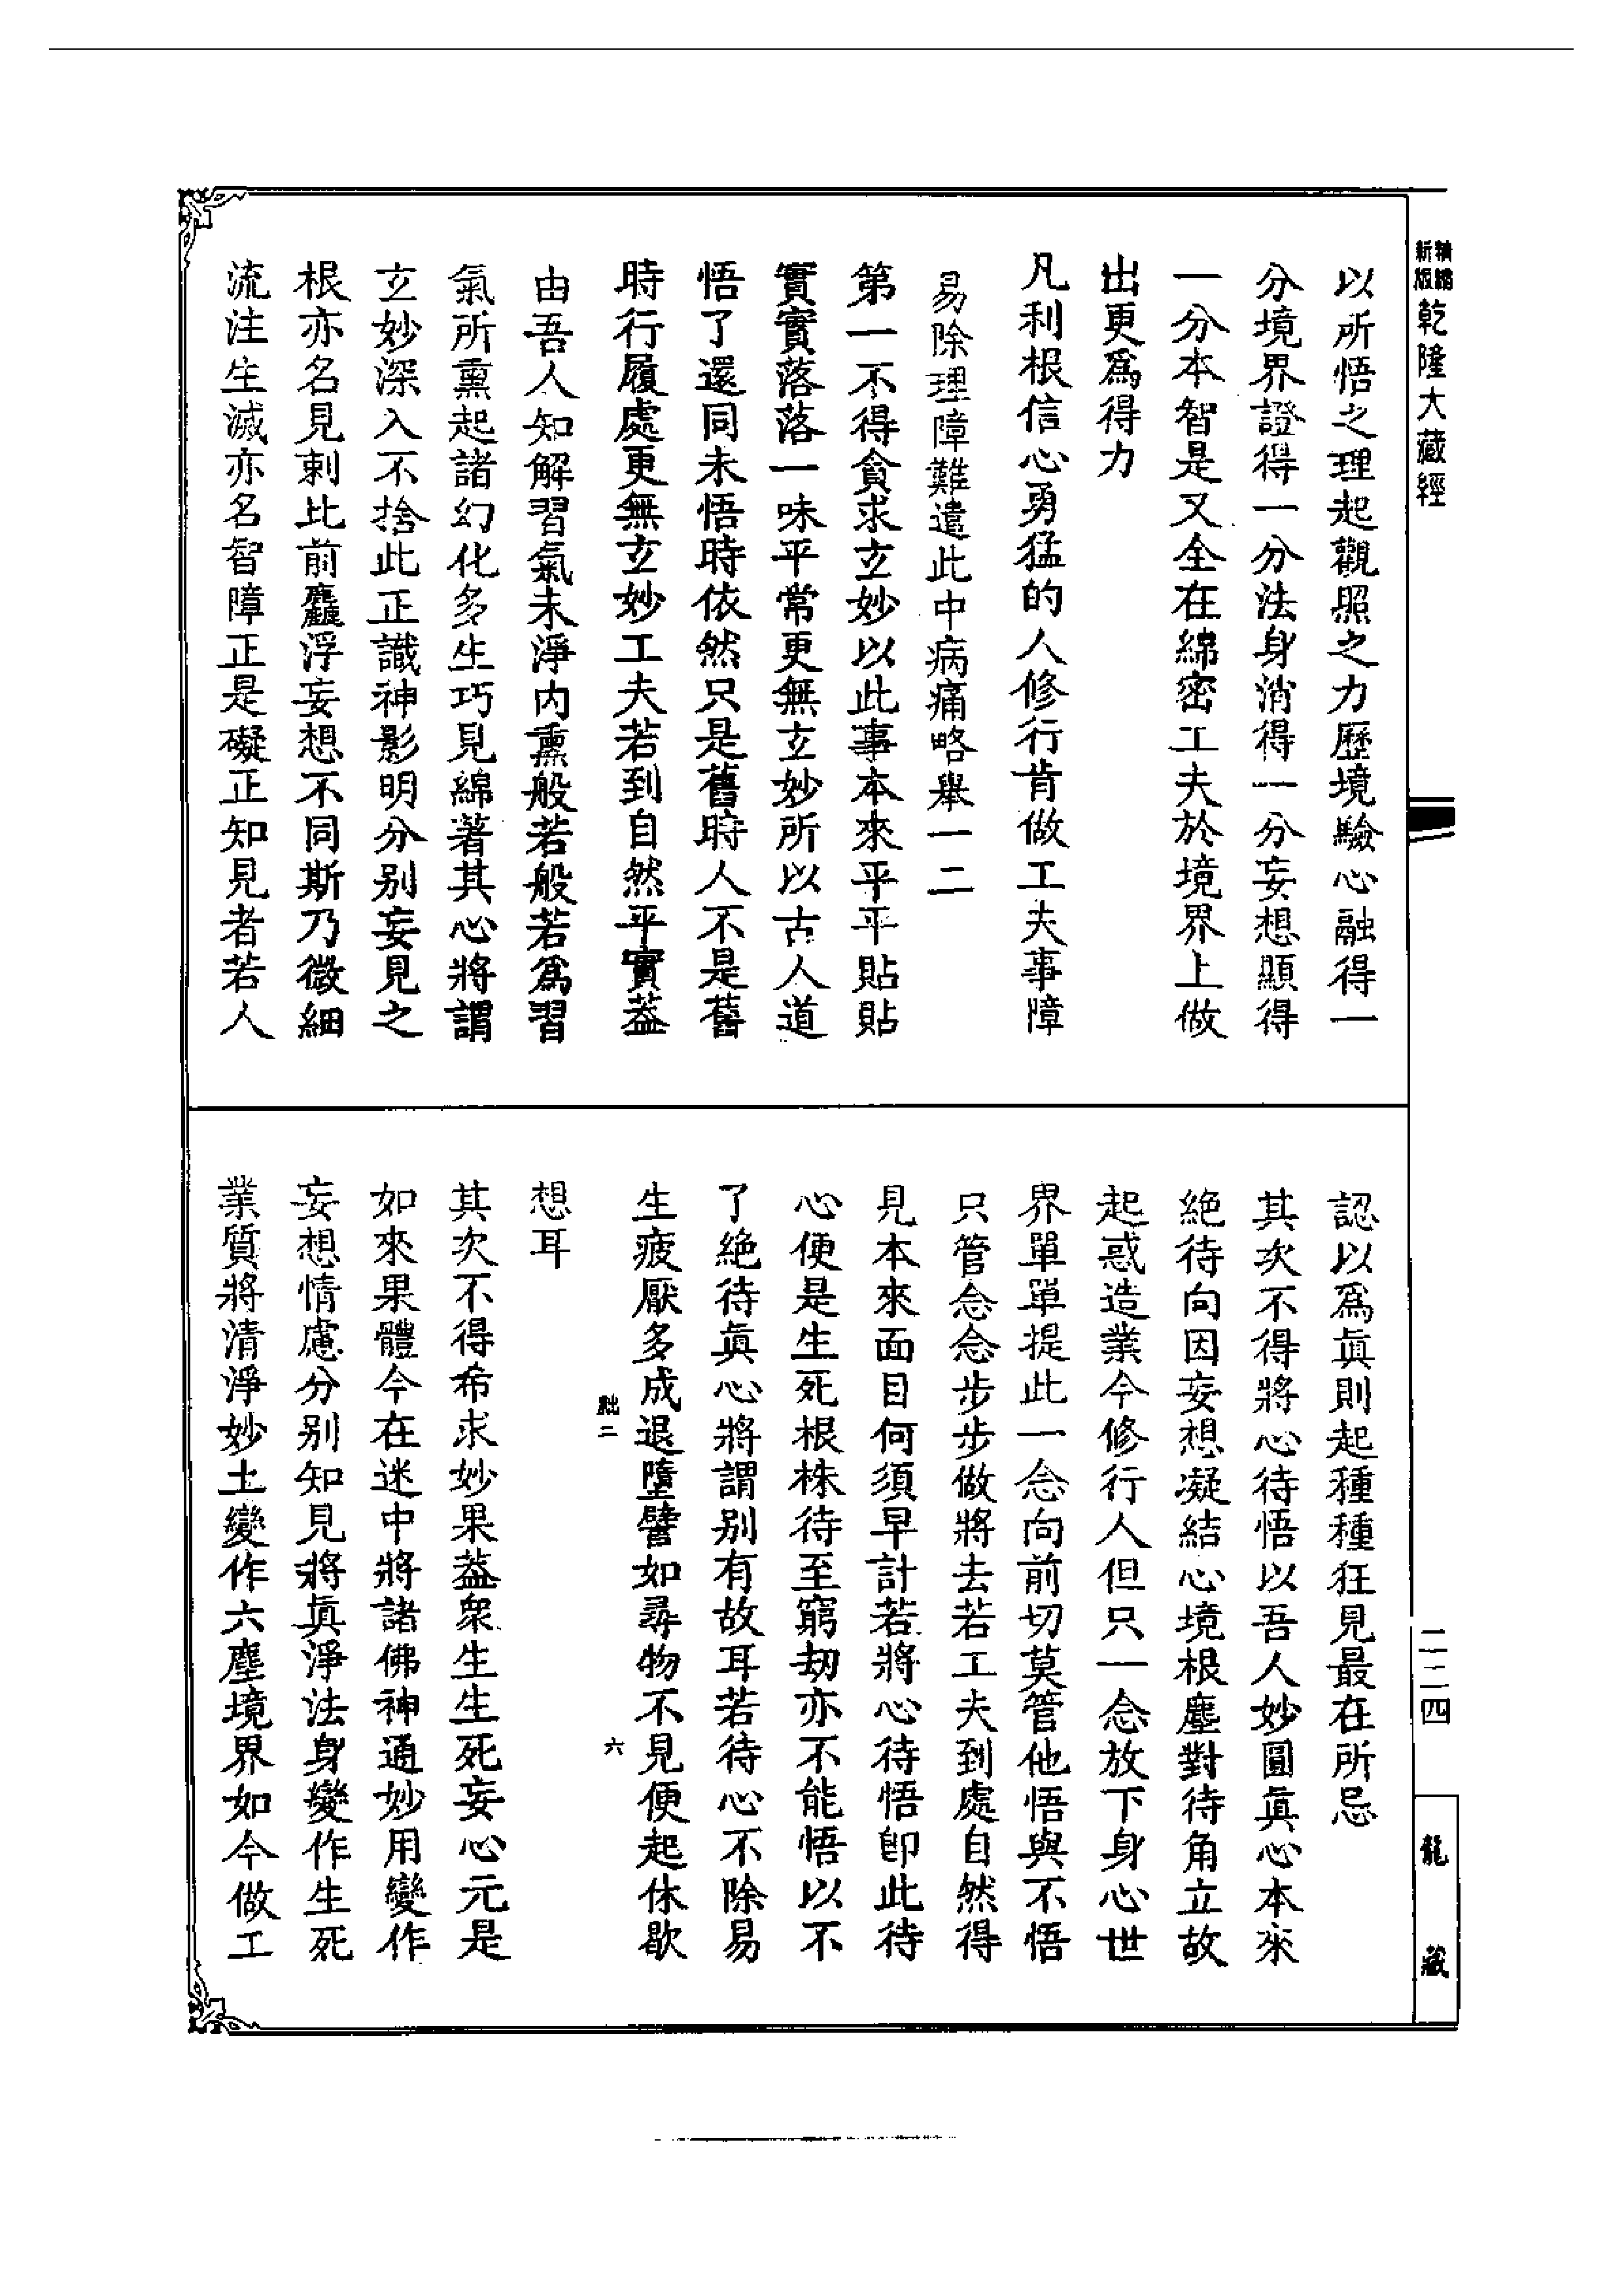 精縮新版乾隆大藏經
以所悟之理起觀照之力歷境驗心融得一
分境界證得一分法身消得一分妄想顯得
一分本智是又全在綿密工夫於境界上做
出更爲得力
凡利根信心勇猛的人修行肯做工夫事障
易除理障難遣此中病痛略舉一二
第一不得貪求玄妙以此事本來平平貼貼
實實落落一味平常更無玄妙所以古人道
悟了還同未悟時依然只是舊時人不是舊
時行履處更無玄妙工夫若到自然平實葢
由吾人知解習氣未淨內熏般若般若爲習
氣所熏起諸幻化多生巧見綿著其心將謂
玄妙深入不捨此正識神影明分別妄見之
根亦名見刺比前麤浮妄想不同斯乃微細
流注生滅亦名智障正是礙正知見者若人
認以爲眞則起種種狂見最在所忌
其次不得將心待悟以吾人妙圓眞心本來
絕待向因妄想凝結心境根塵對待角立故
起惑造業今修行人但只一念放下身心世
界單單提此一念向前切莫管他悟與不悟
只管念念步步做將去若工夫到處自然得
見本來面目何須早計若將心待悟卽此待
心便是生死根株待至窮劫亦不能悟以不
了絕待眞心將謂別有故耳若待心不除易
生疲厭多成退墮譬如尋物不見便起休歇
二 六
想耳
其次不得希求妙果葢衆生生死妄心元是
如來果體今在迷中將諸佛神通妙用變作
妄想情慮分別知見將眞淨法身變作生死
業質將清淨妙土變作六塵境界如今做工
二二四
龍藏